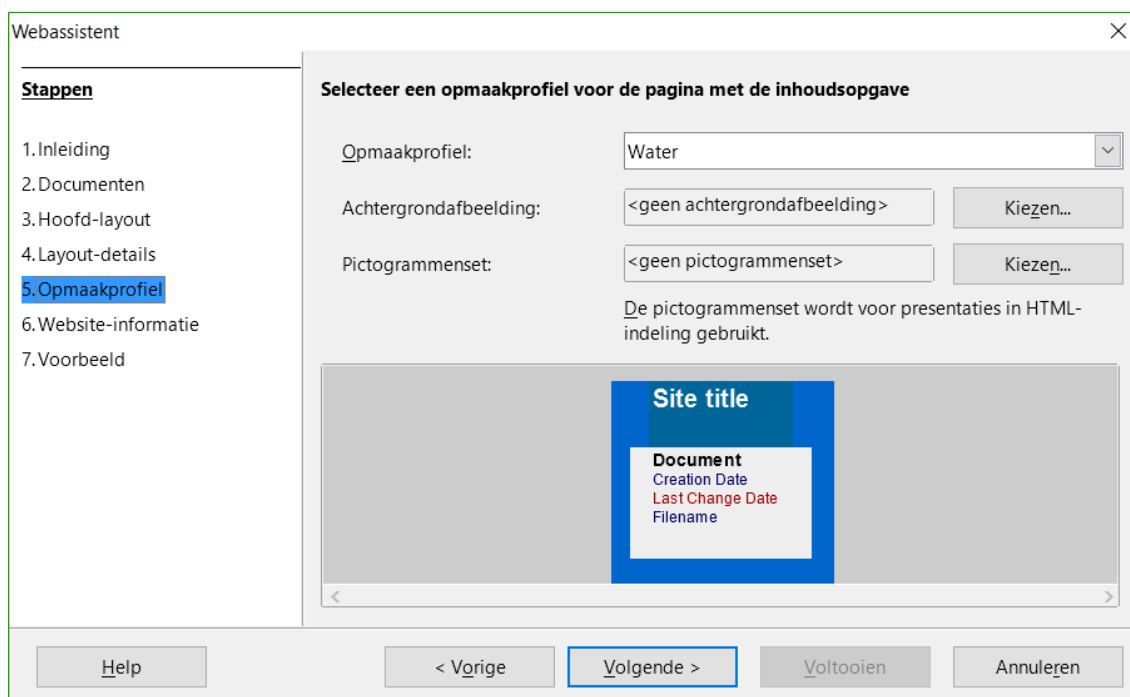 Webassistent
Stappen
1. Inleiding
2. Documenten
3. Hoofd-layout
4. Layout-details
5. Opmaakprofiel
6. Website-informatie
7. Voorbeeld
Selecteer een opmaakprofiel voor de pagina met de inhoudsopgave
Opmaakprofiel: Water
Achtergrondafbeelding: <geen achtergrondafbeelding> Kiezen...
Pictogrammenset: <geen pictogrammenset> Kiezen...
De pictogrammenset wordt voor presentaties in HTML-
indeling gebruikt.
Site title
Document
Creation Date
Last Change Date
Filename
Help < Vorige Volgende > Voltooien Annuleren